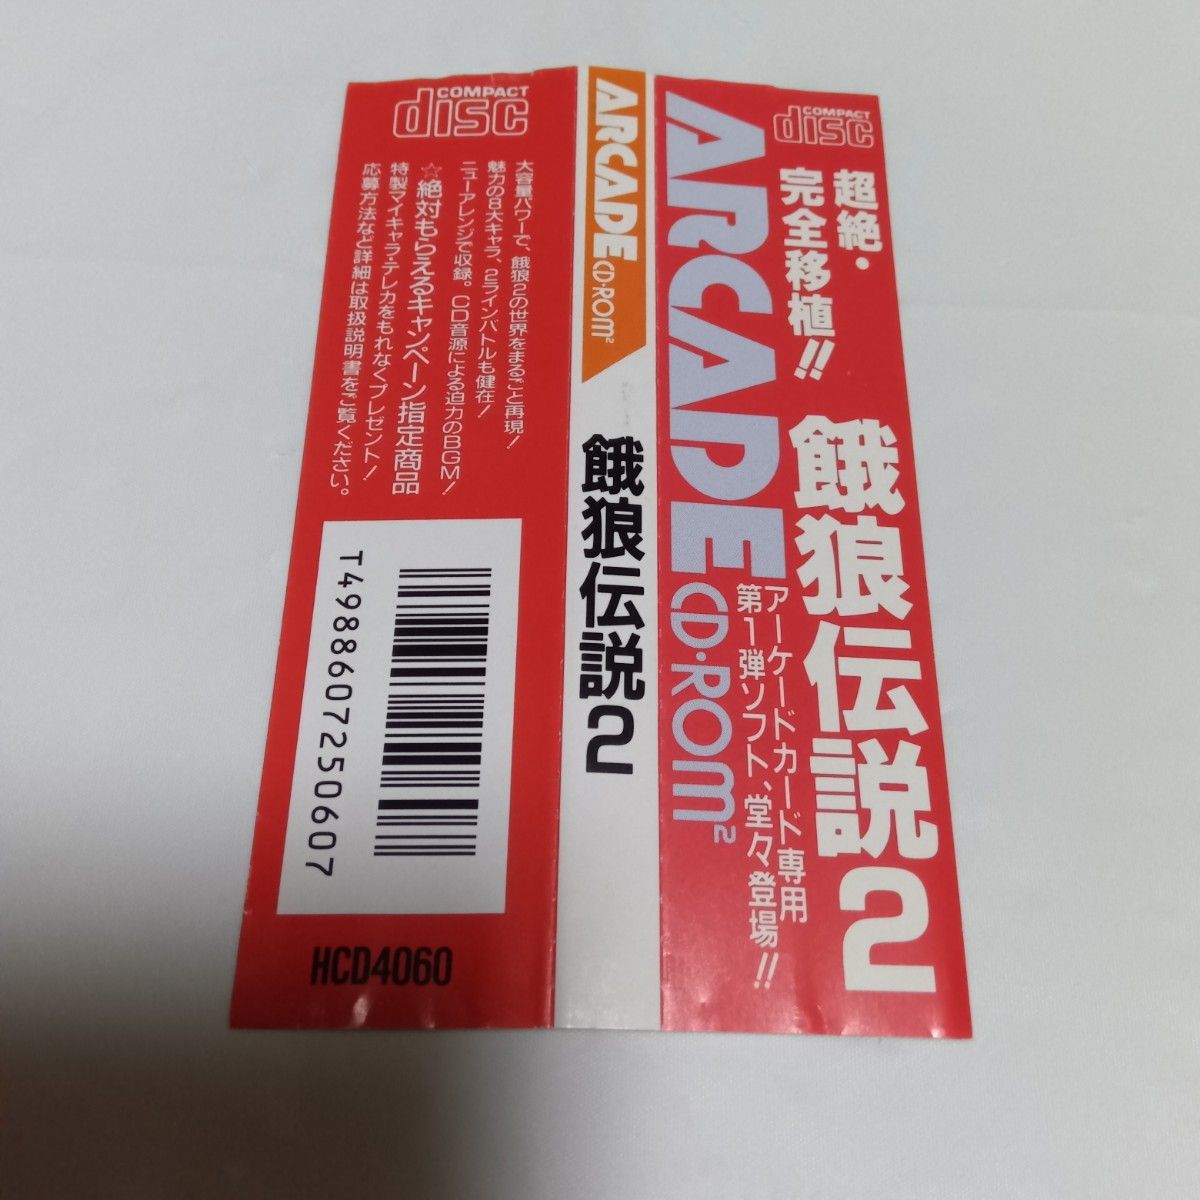 COMPACT
disc
超絶・
完全移植!!
餓狼伝説2
ARCADE
CD・ROM²
アーケードカード専用
第1弾ソフト、堂々登場!!
ARCADE
CD・ROM²
餓狼伝説2
COMPACT
disc
大容量パワーで、餓狼2の世界をまるごと再現!
魅力の8大キャラ、2ラインバトルも健在!
ニューアレンジで収録。CD音源による迫力のBGM!
☆絶対もらえるキャンペーン指定商品
特製マイキャラ・テレカをもれなくプレゼント!
応募方法など詳細は取扱説明書をご覧ください。
T4988607250607
HCD4060